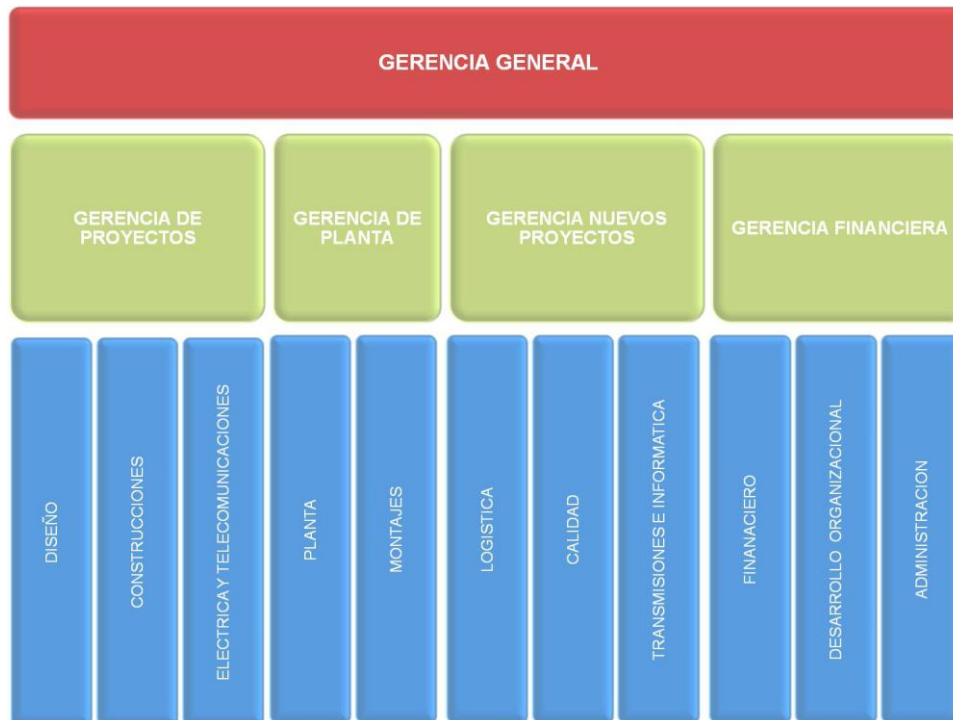 GERENCIA GENERAL
GERENCIA DE
PROYECTOS
GERENCIA DE
PLANTA
GERENCIA NUEVOS
PROYECTOS
GERENCIA FINANCIERA
DISEÑO
CONSTRUCCIONES
ELECTRICA Y TELECOMUNICACIONES
PLANTA
MONTAJES
LOGISTICA
CALIDAD
TRANSMISIONES E INFORMATICA
FINANACIERO
DESARROLLO ORGANIZACIONAL
ADMINISTRACION